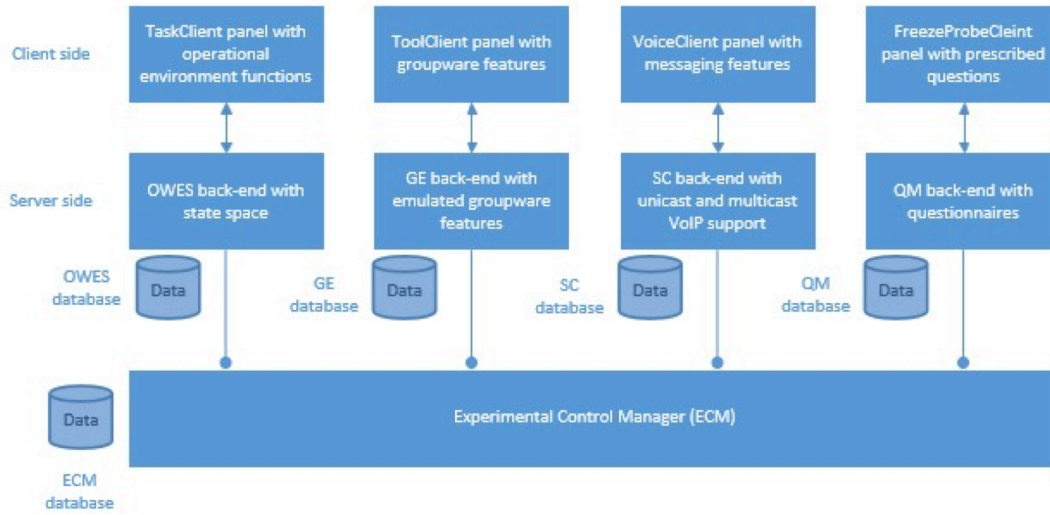 Client side
TaskClient panel with
operational
environment functions
ToolClient panel with
groupware features
VoiceClient panel with
messaging features
FreezeProbeCleint
panel with prescribed
questions
Server side
OWES back-end with
state space
GE back-end with
emulated groupware
features
SC back-end with
unicast and multicast
VoIP support
QM back-end with
questionnaires
OWES
database
Data
GE
database
Data
SC
database
Data
QM
database
Data
Data
ECM
database
Experimental Control Manager (ECM)